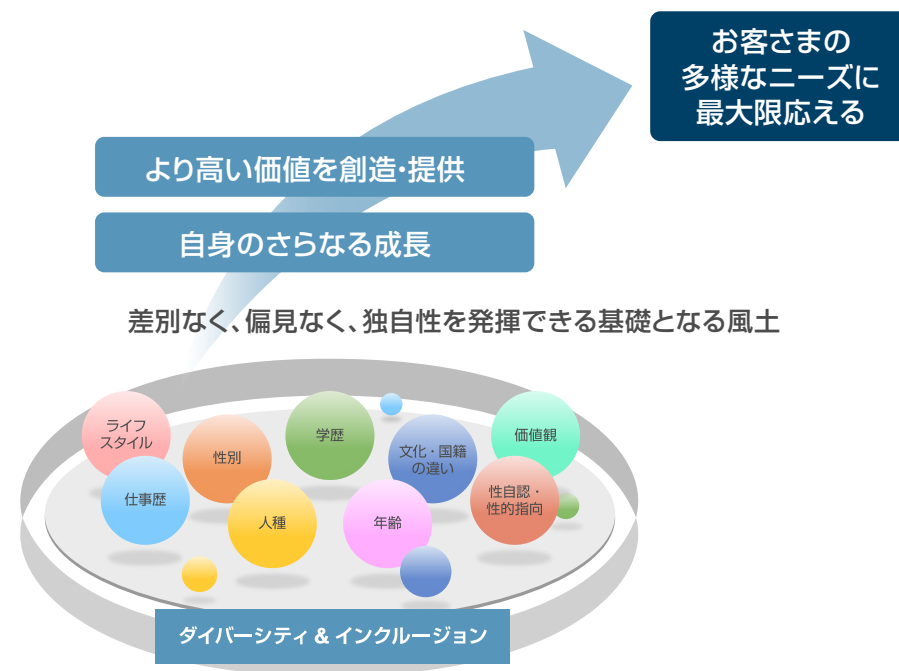 お客さまの
多様なニーズに
最大限応える
より高い価値を創造・提供
自身のさらなる成長
差別なく、偏見なく、独自性を発揮できる基礎となる風土
ライフ
スタイル
性別
学歴
文化・国籍
の違い
価値観
仕事歴
人種
年齢
性自認・
性的指向
ダイバーシティ & インクルージョン